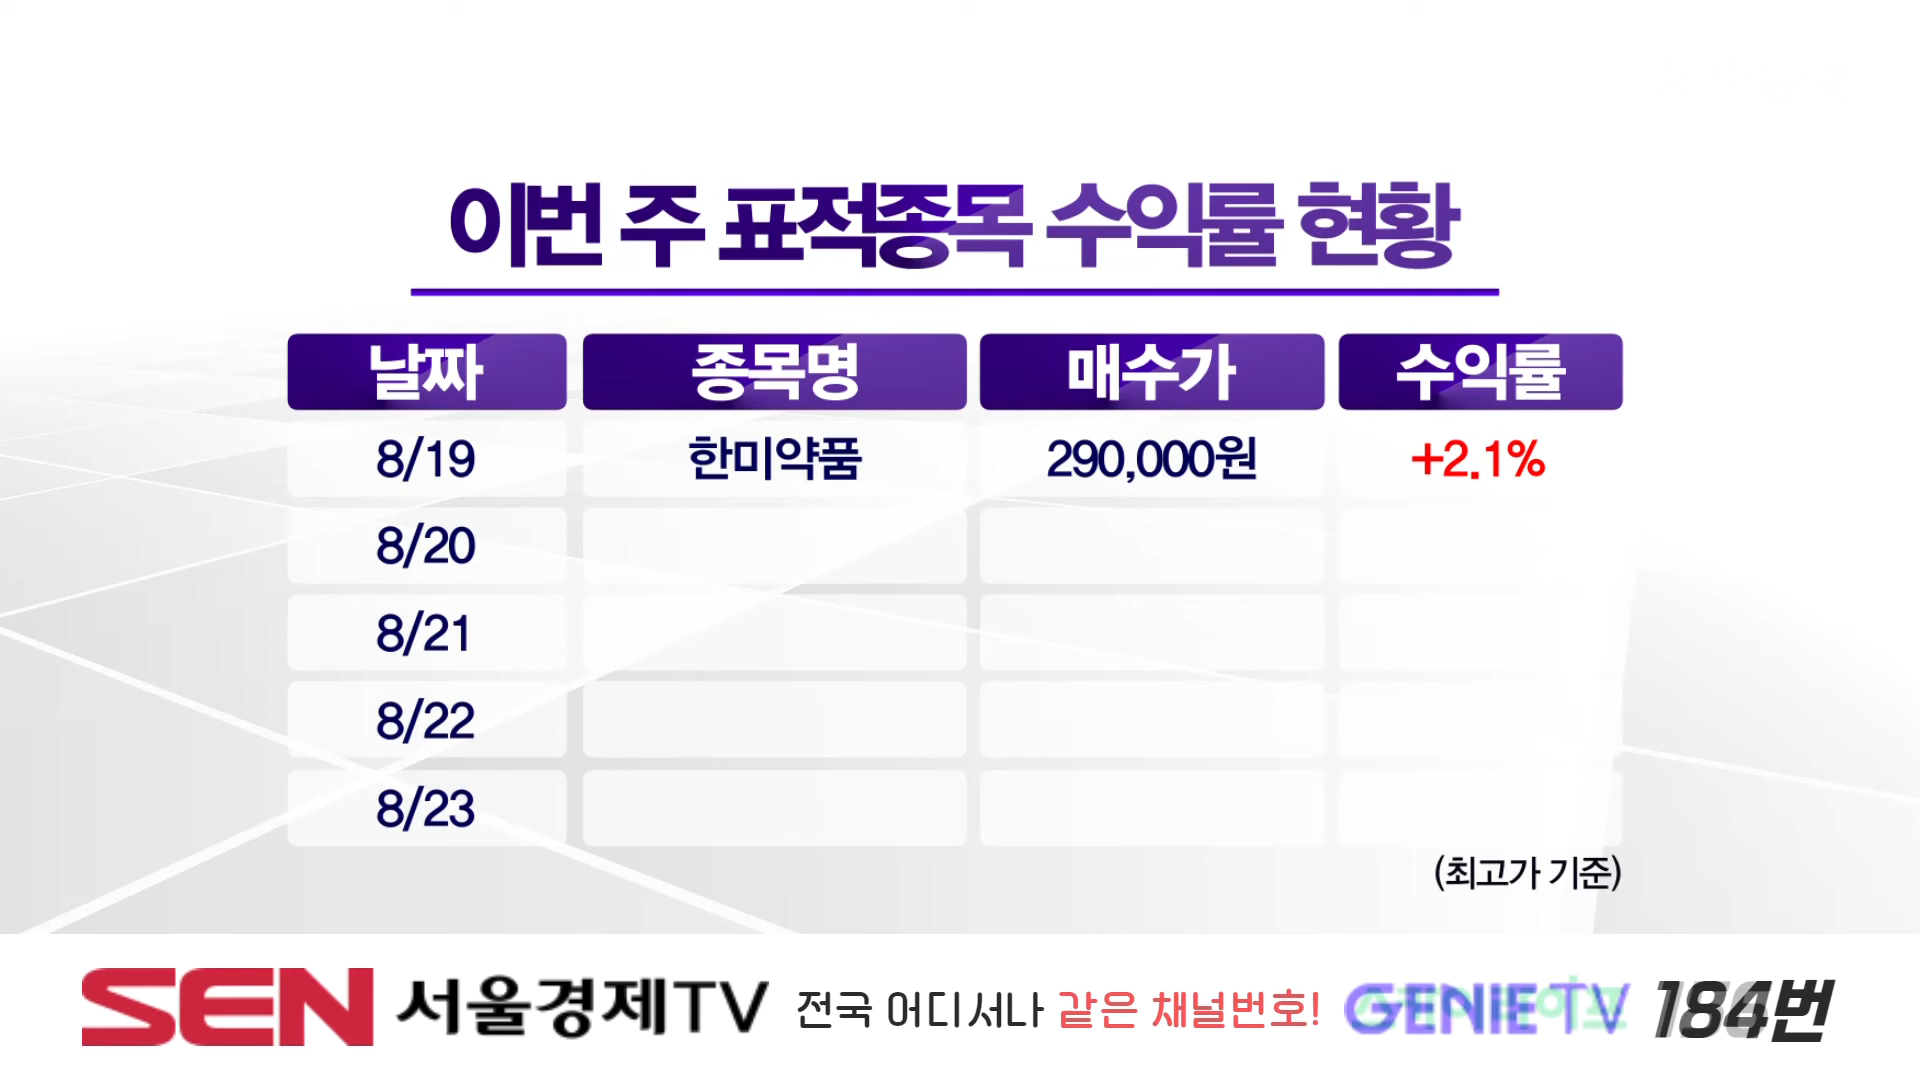 이번 주 표적종목 수익률 현황
날짜 종목명 매수가 수익률
8/19 한미약품 290,000원 +2.1%
8/20
8/21
8/22
8/23
(최고가 기준)
SEN 서울경제TV 전국 어디서나 같은 채널번호! GENIE TV 184번